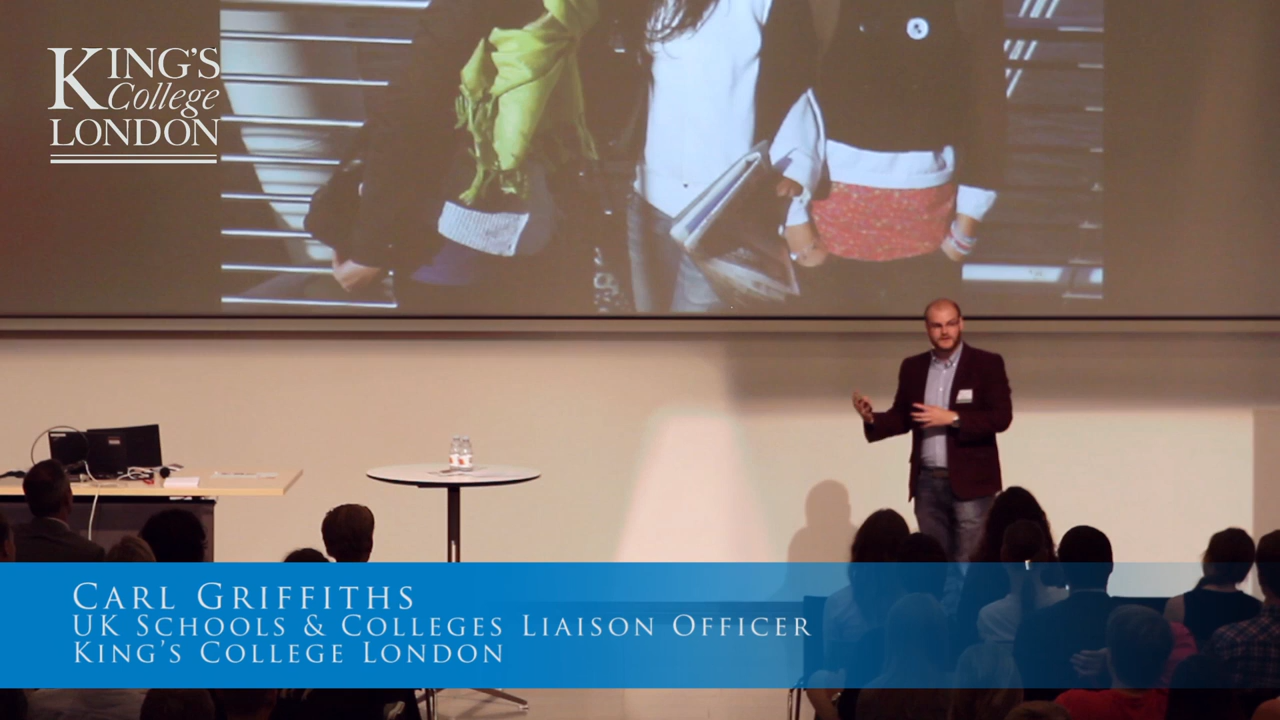 KING'S
College
LONDON
CARL GRIFFITHS
UK SCHOOLS & COLLEGES LIAISON OFFICER
KING'S COLLEGE LONDON